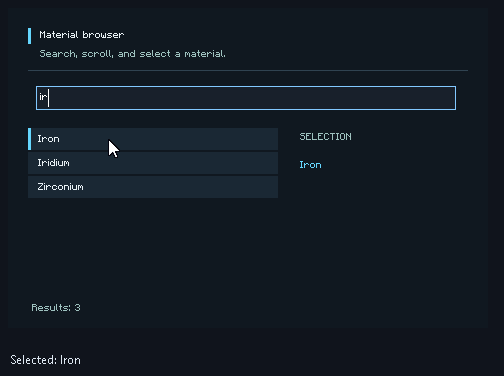 Material browser
Search, scroll, and select a material.
ir
Iron
Iridium
Zirconium
SELECTION
Iron
Results: 3
Selected: Iron